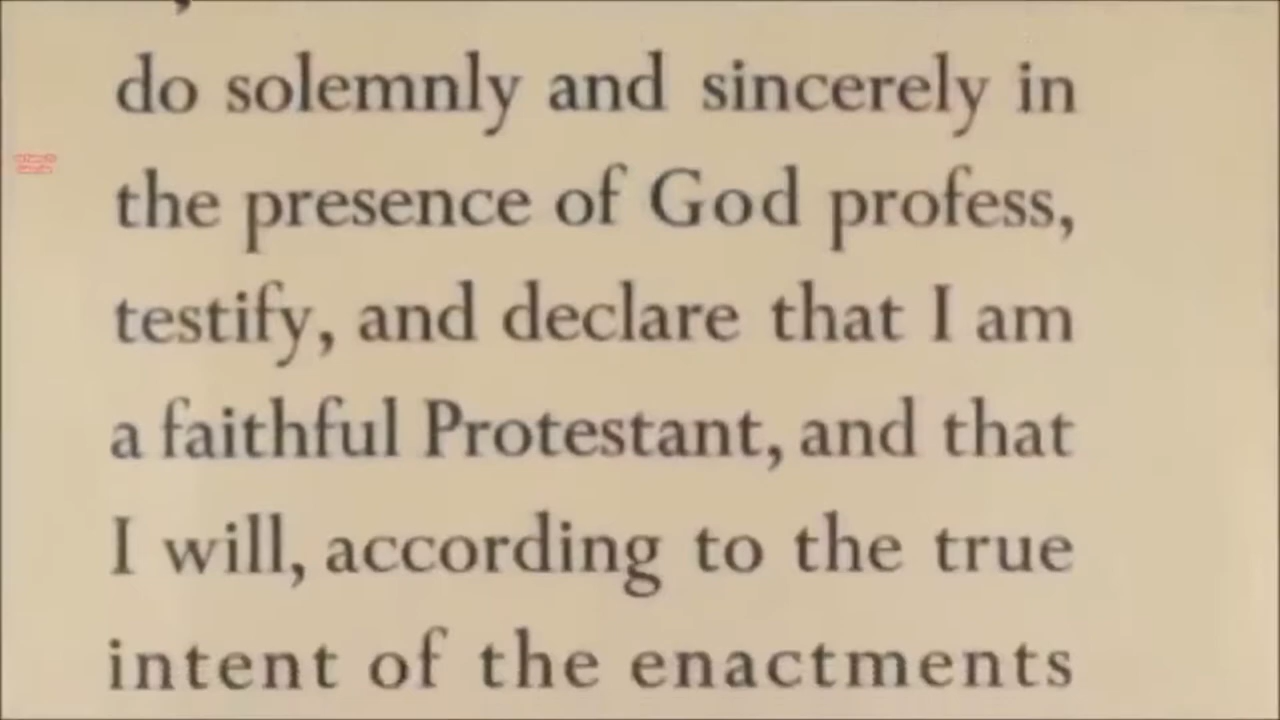 do solemnly and sincerely in
the presence of God profess,
testify, and declare that I am
a faithful Protestant, and that
I will, according to the true
intent of the enactments